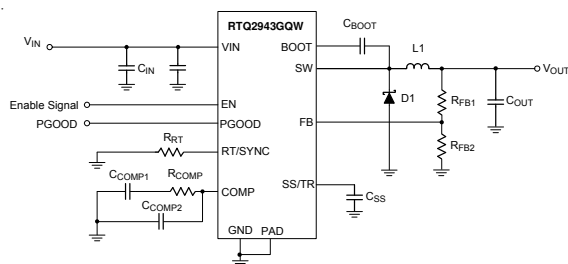 RTQ2943GQW
VIN
VIN
CIN
BOOT
CBOOT
SW
L1
VOUT
D1
RFB1
COUT
Enable Signal
EN
PGOOD
PGOOD
FB
RFB2
RRT
RT/SYNC
CCOMP1
RCOMP
COMP
SS/TR
CSS
CCOMP2
GND
PAD